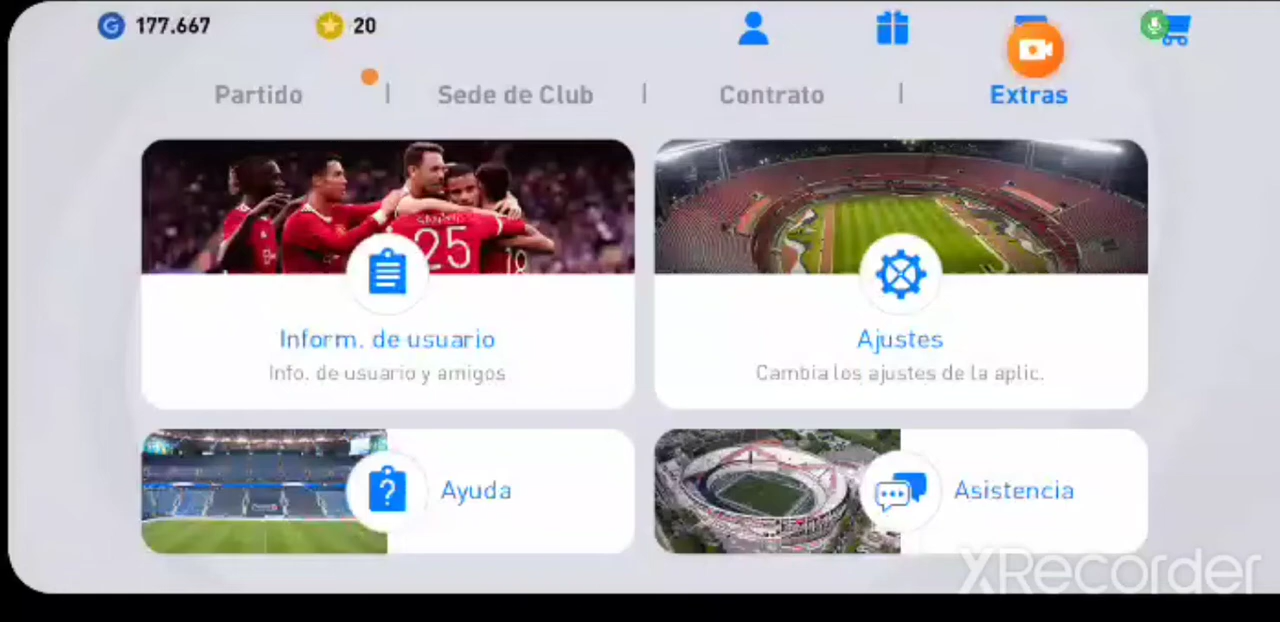 177.667
20
Partido | Sede de Club | Contrato | Extras
25
18
Inform. de usuario
Info. de usuario y amigos
Ajustes
Cambia los ajustes de la aplic.
Ayuda
Asistencia
XRecorder